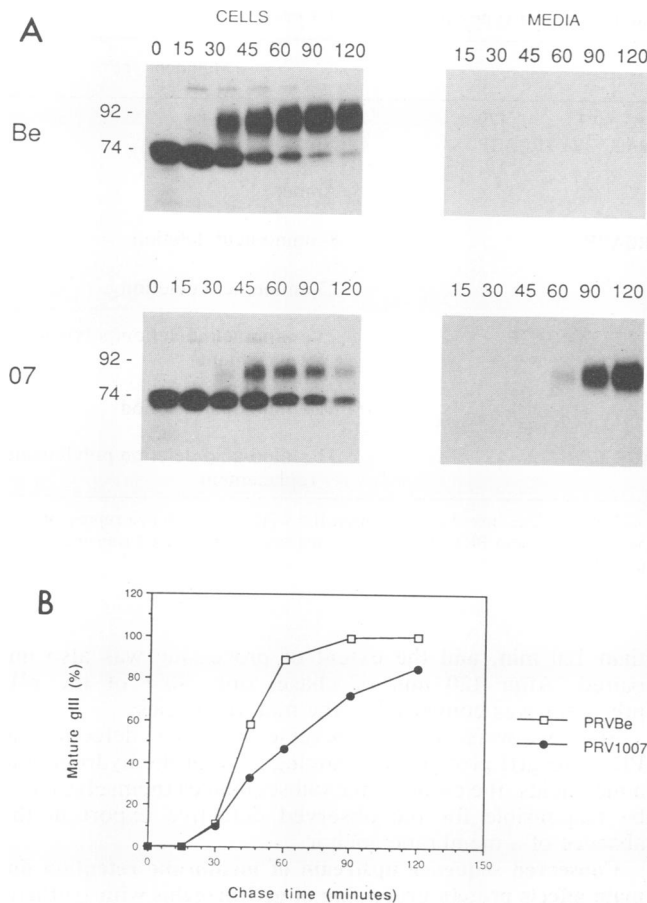 A
CELLS
MEDIA
0 15 30 45 60 90 120
15 30 45 60 90 120
Be
92 -
74 -
0 15 30 45 60 90 120
15 30 45 60 90 120
07
92 -
74 -
B
Mature gIII (%)
120
100
80
60
40
20
0
0 30 60 90 120 150
Chase time (minutes)
PRVBe
PRV1007